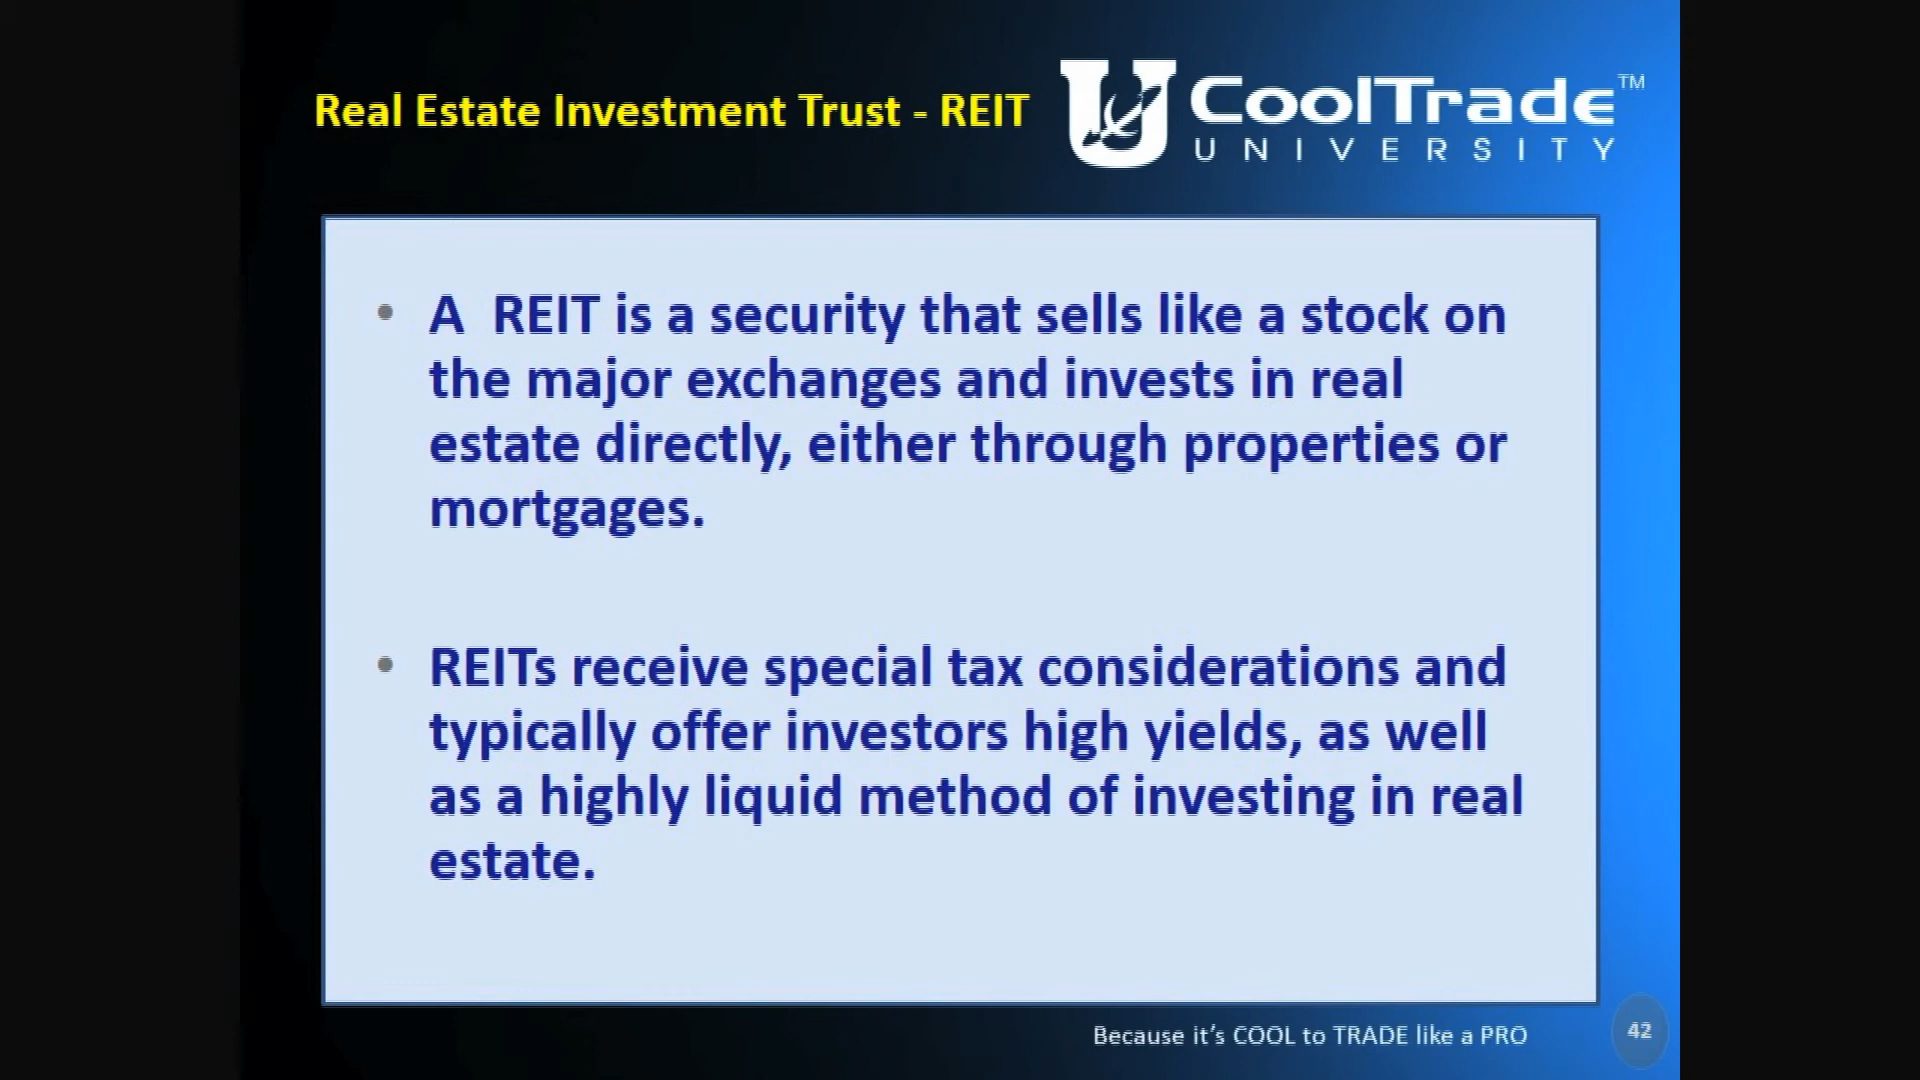 Real Estate Investment Trust - REIT
CoolTrade™
UNIVERSITY
• A  REIT is a security that sells like a stock on
the major exchanges and invests in real
estate directly, either through properties or
mortgages.
• REITs receive special tax considerations and
typically offer investors high yields, as well
as a highly liquid method of investing in real
estate.
Because it’s COOL to TRADE like a PRO
42